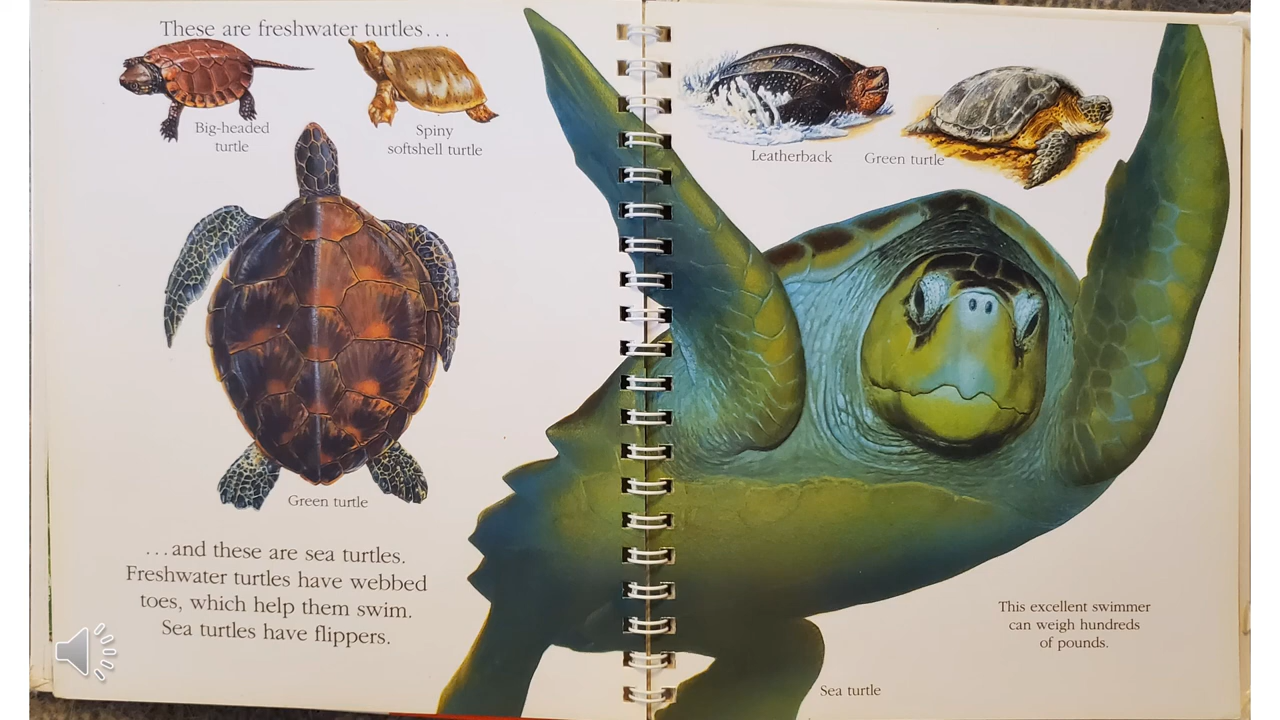 These are freshwater turtles...
Big-headed
turtle
Spiny
softshell turtle
Green turtle
...and these are sea turtles.
Freshwater turtles have webbed
toes, which help them swim.
Sea turtles have flippers.
Leatherback
Green turtle
This excellent swimmer
can weigh hundreds
of pounds.
Sea turtle